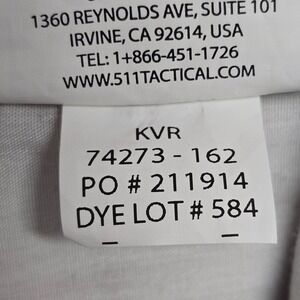 1360 REYNOLDS AVE, SUITE 101
IRVINE, CA 92614, USA
TEL: 1+866-451-1726
WWW.511TACTICAL.COM
KVR
74273 - 162
PO # 211914
DYE LOT # 584